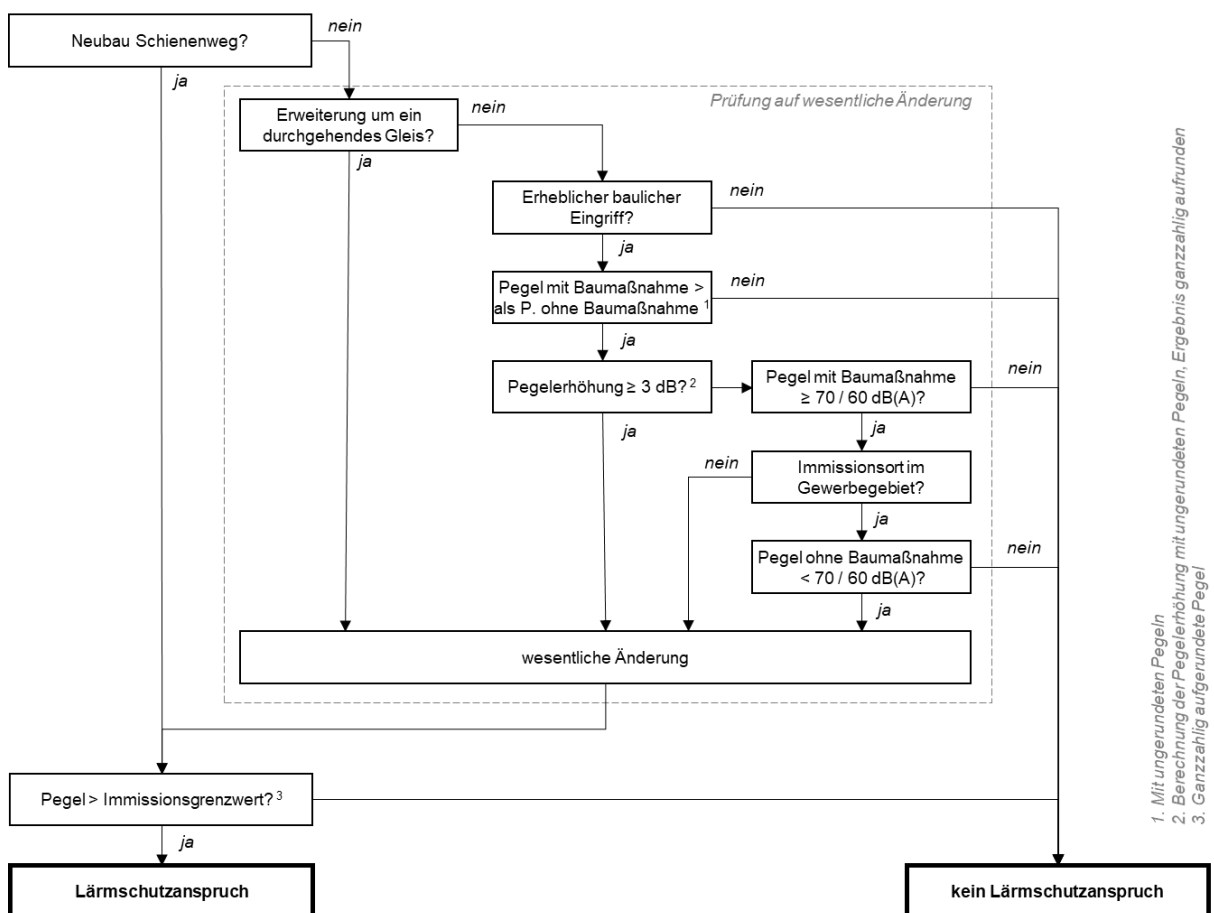 Neubau Schienenweg?
nein
ja
Prüfung auf wesentliche Änderung
Erweiterung um ein
durchgehendes Gleis?
nein
ja
Erheblicher baulicher
Eingriff?
nein
ja
Pegel mit Baumaßnahme >
als P. ohne Baumaßnahme 1
nein
ja
Pegelerhöhung ≥ 3 dB? 2
ja
Pegel mit Baumaßnahme
≥ 70 / 60 dB(A)?
nein
ja
Immissionsort im
Gewerbegebiet?
nein
ja
Pegel ohne Baumaßnahme
< 70 / 60 dB(A)?
nein
ja
wesentliche Änderung
Pegel > Immissionsgrenzwert? 3
ja
Lärmschutzanspruch
kein Lärmschutzanspruch
1. Mit ungerundeten Pegeln
2. Berechnung der Pegelerhöhung mit ungerundeten Pegeln, Ergebnis ganzzahlig aufrunden
3. Ganzzahlig aufgerundete Pegel